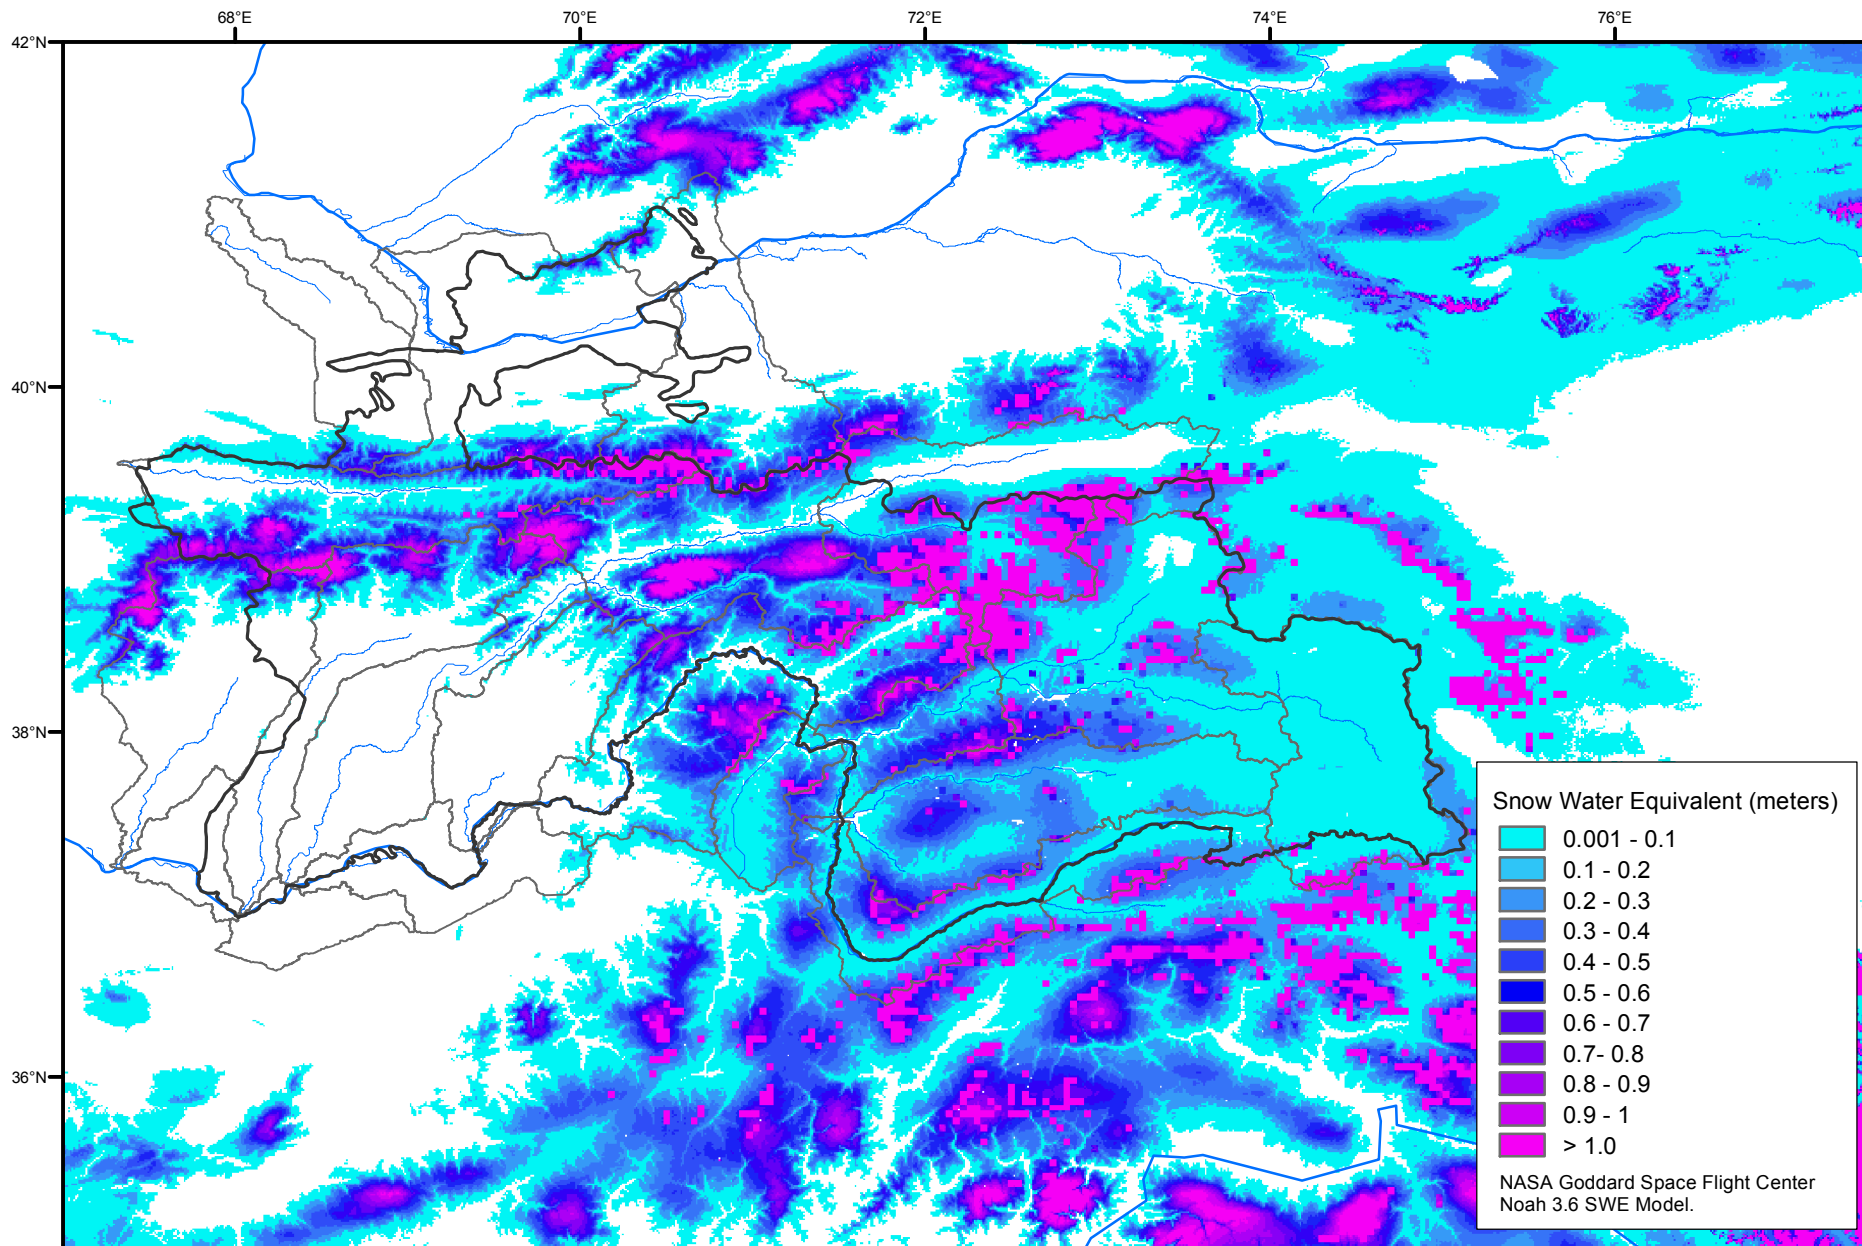 68°E
70°E
72°E
74°E
76°E
42°N
40°N
38°N
36°N
Snow Water Equivalent (meters)
0.001 - 0.1
0.1 - 0.2
0.2 - 0.3
0.3 - 0.4
0.4 - 0.5
0.5 - 0.6
0.6 - 0.7
0.7- 0.8
0.8 - 0.9
0.9 - 1
> 1.0
NASA Goddard Space Flight Center
Noah 3.6 SWE Model.